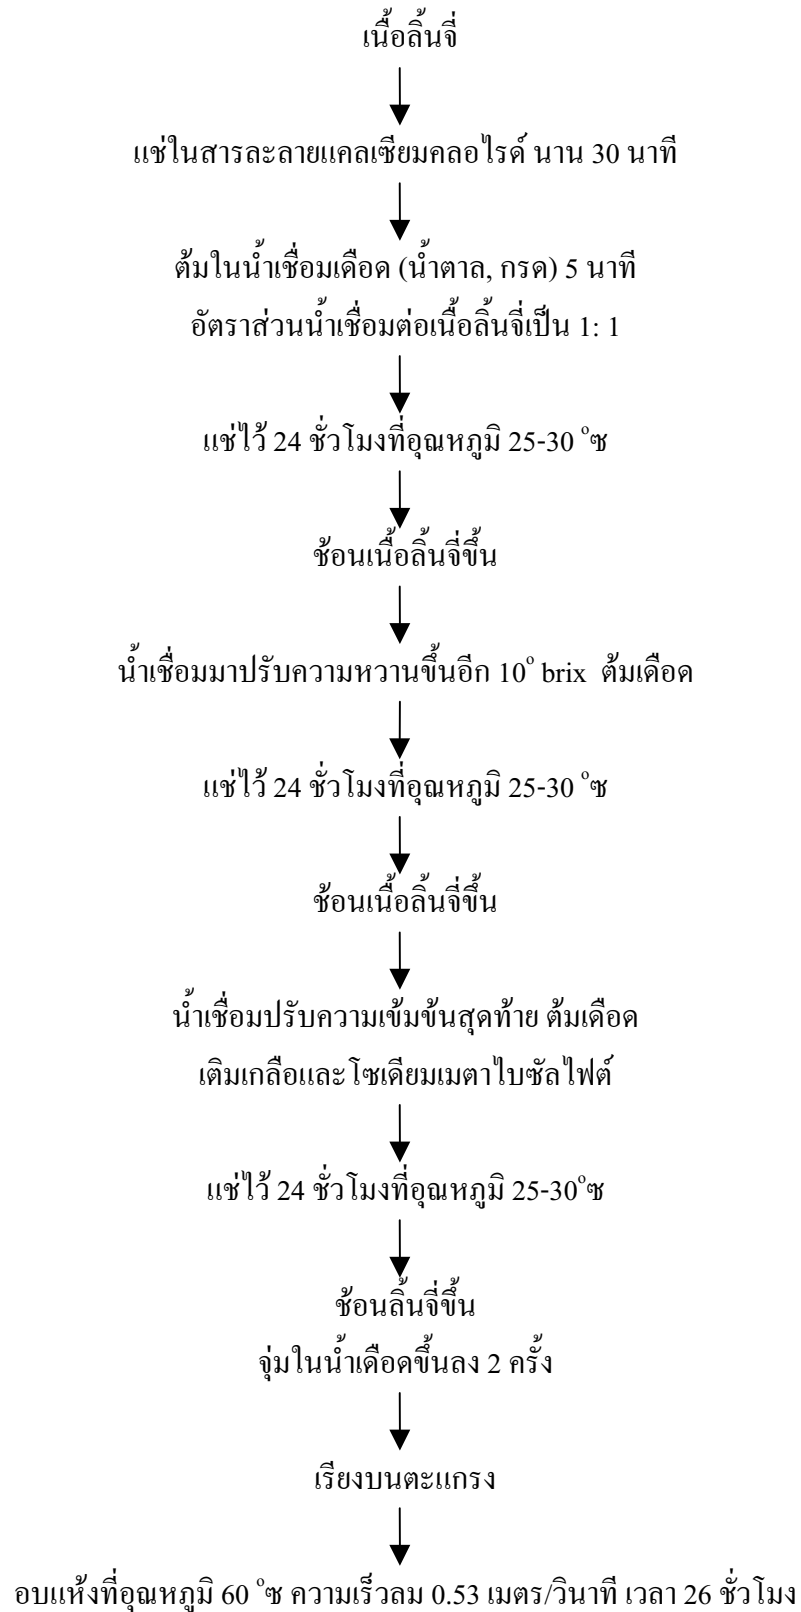 เนื้อลิ้นจี่
แช่ในสารละลายแคลเซียมคลอไรด์ นาน 30 นาที
ต้มในน้ำเชื่อมเดือด (น้ำตาล, กรด) 5 นาที
อัตราส่วนน้ำเชื่อมต่อเนื้อลิ้นจี่เป็น 1: 1
แช่ไว้ 24 ชั่วโมงที่อุณหภูมิ 25-30 °ซ
ช้อนเนื้อลิ้นจี่ขึ้น
น้ำเชื่อมมาปรับความหวานขึ้นอีก 10° brix ต้มเดือด
แช่ไว้ 24 ชั่วโมงที่อุณหภูมิ 25-30 °ซ
ช้อนเนื้อลิ้นจี่ขึ้น
น้ำเชื่อมปรับความเข้มข้นสุดท้าย ต้มเดือด
เติมเกลือและโซเดียมเมตาไบซัลไฟต์
แช่ไว้ 24 ชั่วโมงที่อุณหภูมิ 25-30°ซ
ช้อนลิ้นจี่ขึ้น
จุ่มในน้ำเดือดขึ้นลง 2 ครั้ง
เรียงบนตะแกรง
อบแห้งที่อุณหภูมิ 60 °ซ ความเร็วลม 0.53 เมตร/วินาที เวลา 26 ชั่วโมง